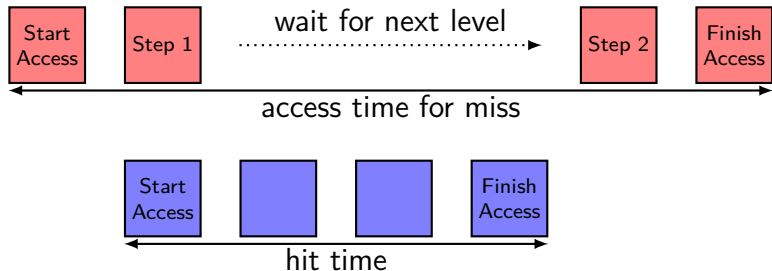 wait for next level
Start
Access
Step 1
Step 2
Finish
Access
access time for miss
Start
Access
Finish
Access
hit time